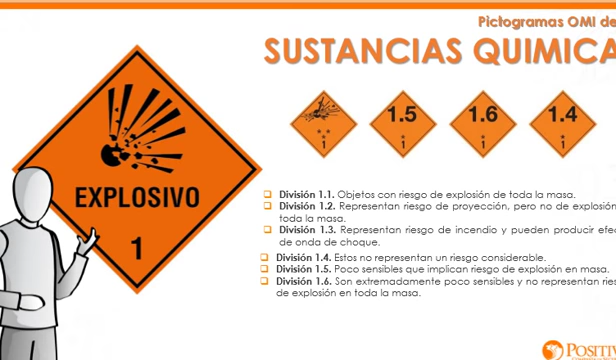 Pictogramas OMI de
SUSTANCIAS QUIMICA
EXPLOSIVO
1
1
1.5
1
1.6
1
1.4
1
División 1.1. Objetos con riesgo de explosión de toda la masa.
División 1.2. Representan riesgo de proyección, pero no de explosión
toda la masa.
División 1.3. Representan riesgo de incendio y pueden producir efec
de onda de choque.
División 1.4. Estos no representan un riesgo considerable.
División 1.5. Poco sensibles que implican riesgo de explosión en masa.
División 1.6. Son extremadamente poco sensibles y no representan ries
de explosión en toda la masa.
POSITIV